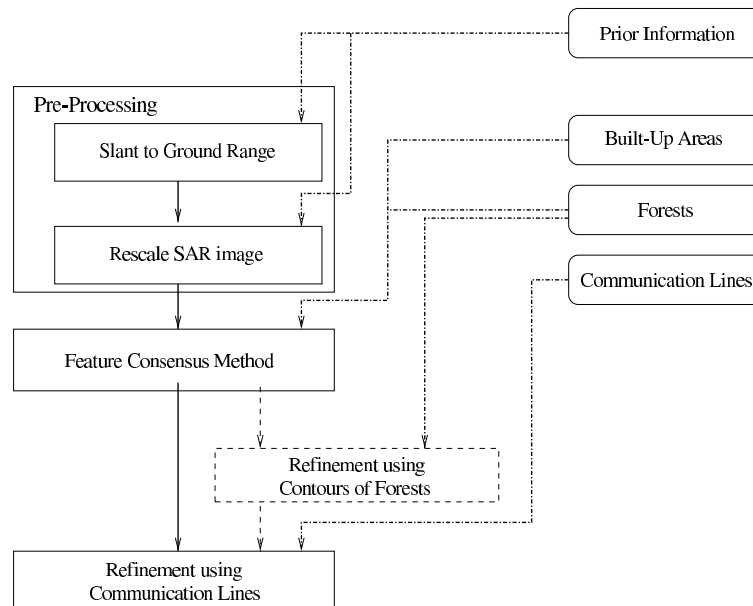 Prior Information
Pre-Processing
Slant to Ground Range
Built-Up Areas
Forests
Rescale SAR image
Communication Lines
Feature Consensus Method
Refinement using
Contours of Forests
Refinement using
Communication Lines